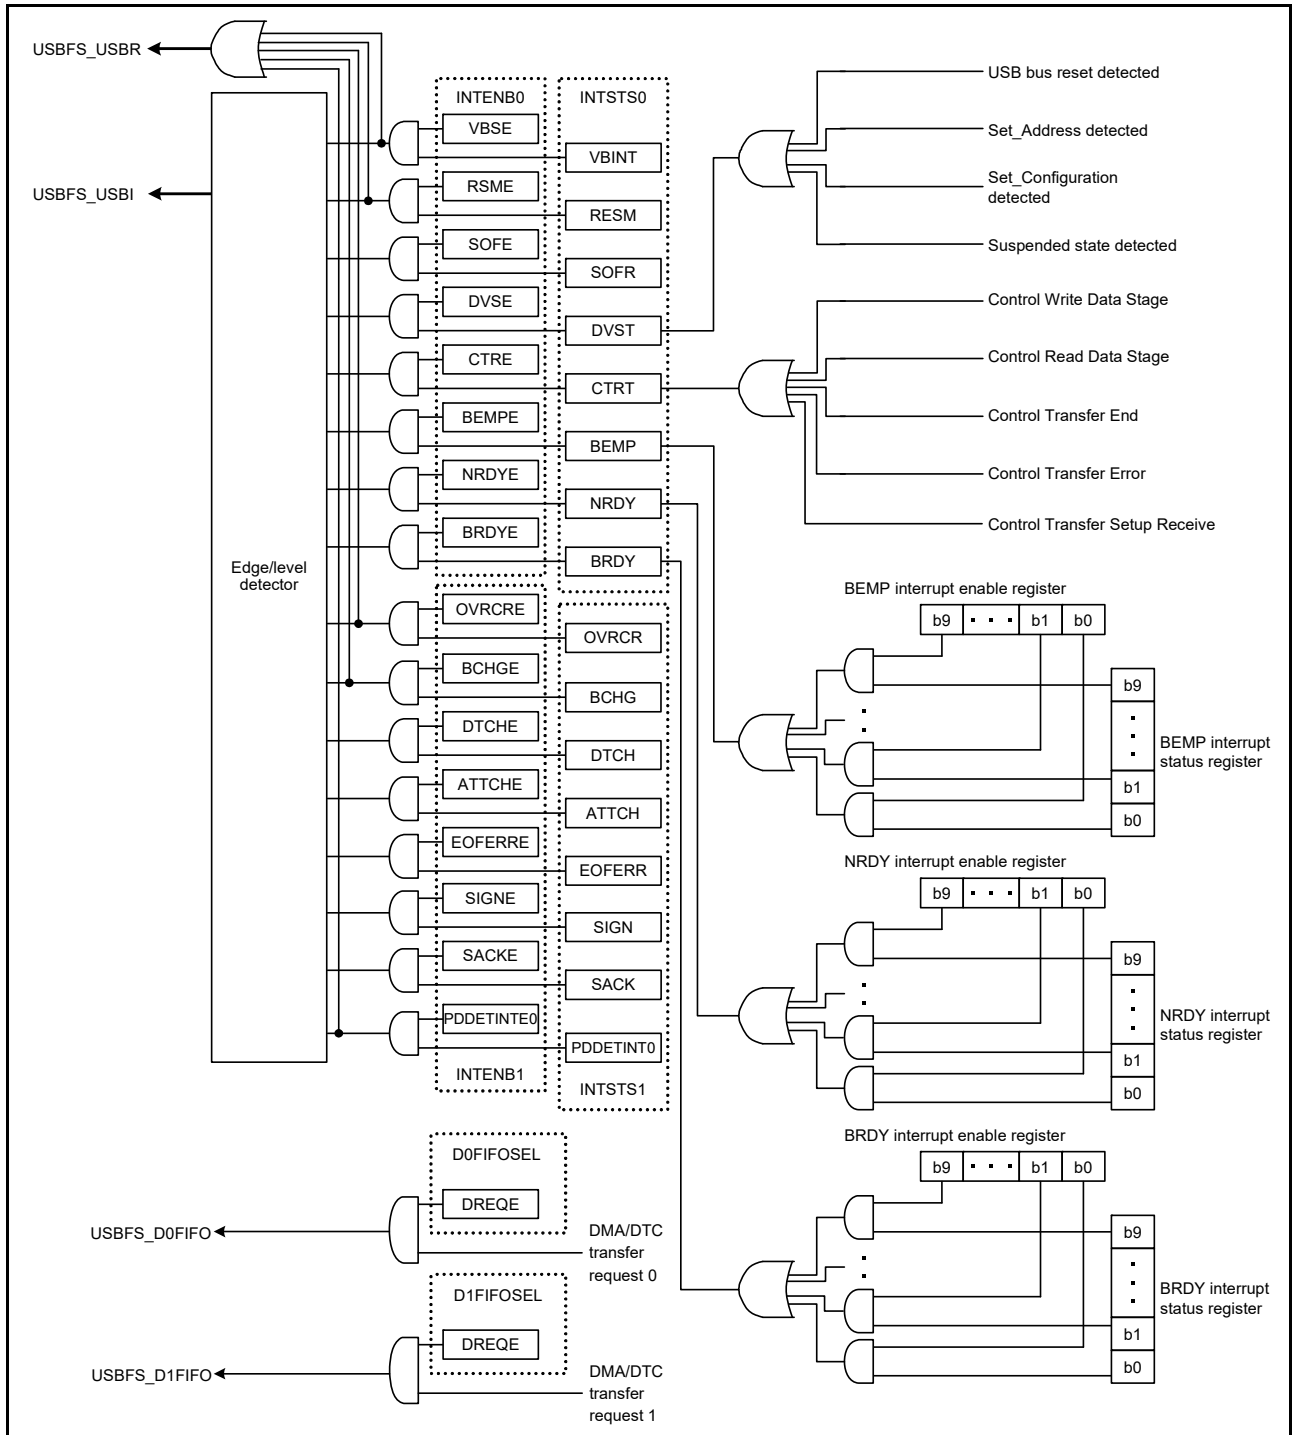 USBFS_USBR
USBFS_USBI
Edge/level
detector
INTENB0
VBSE
RSME
SOFE
DVSE
CTRE
BEMPE
NRDYE
BRDYE
OVRCRE
BCHGE
DTCHE
ATTCHE
EOFERRE
SIGNE
SACKE
PDDETINTE0
INTENB1
INTSTS0
VBINT
RESM
SOFR
DVST
CTRT
BEMP
NRDY
BRDY
OVRCR
BCHG
DTCH
ATTCH
EOFERR
SIGN
SACK
PDDETINT0
INTSTS1
USB bus reset detected
Set_Address detected
Set_Configuration
detected
Suspended state detected
Control Write Data Stage
Control Read Data Stage
Control Transfer End
Control Transfer Error
Control Transfer Setup Receive
BEMP interrupt enable register
b9 · · · b1 b0
b9
b1
b0
BEMP interrupt
status register
NRDY interrupt enable register
b9 · · · b1 b0
b9
b1
b0
NRDY interrupt
status register
BRDY interrupt enable register
b9 · · · b1 b0
b9
b1
b0
BRDY interrupt
status register
D0FIFOSEL
DREQE
USBFS_D0FIFO
DMA/DTC
transfer
request 0
D1FIFOSEL
DREQE
USBFS_D1FIFO
DMA/DTC
transfer
request 1